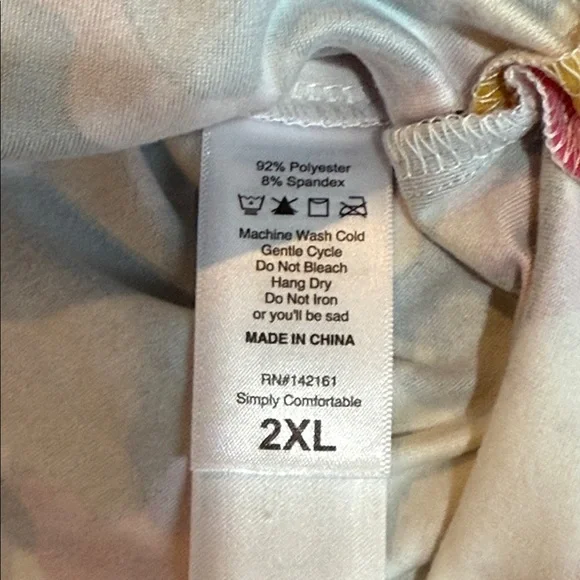 92% Polyester
8% Spandex
Machine Wash Cold
Gentle Cycle
Do Not Bleach
Hang Dry
Do Not Iron
or you'll be sad
MADE IN CHINA
RN#142161
Simply Comfortable
2XL